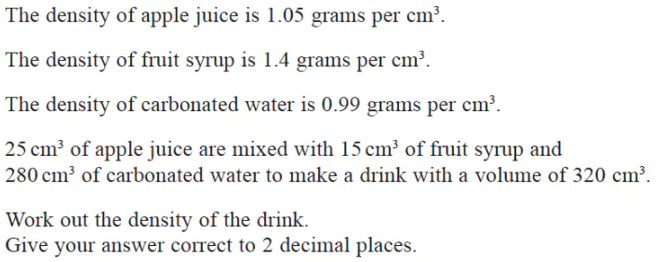 The density of apple juice is 1.05 grams per cm³.
The density of fruit syrup is 1.4 grams per cm³.
The density of carbonated water is 0.99 grams per cm³.
25 cm³ of apple juice are mixed with 15 cm³ of fruit syrup and
280 cm³ of carbonated water to make a drink with a volume of 320 cm³.
Work out the density of the drink.
Give your answer correct to 2 decimal places.